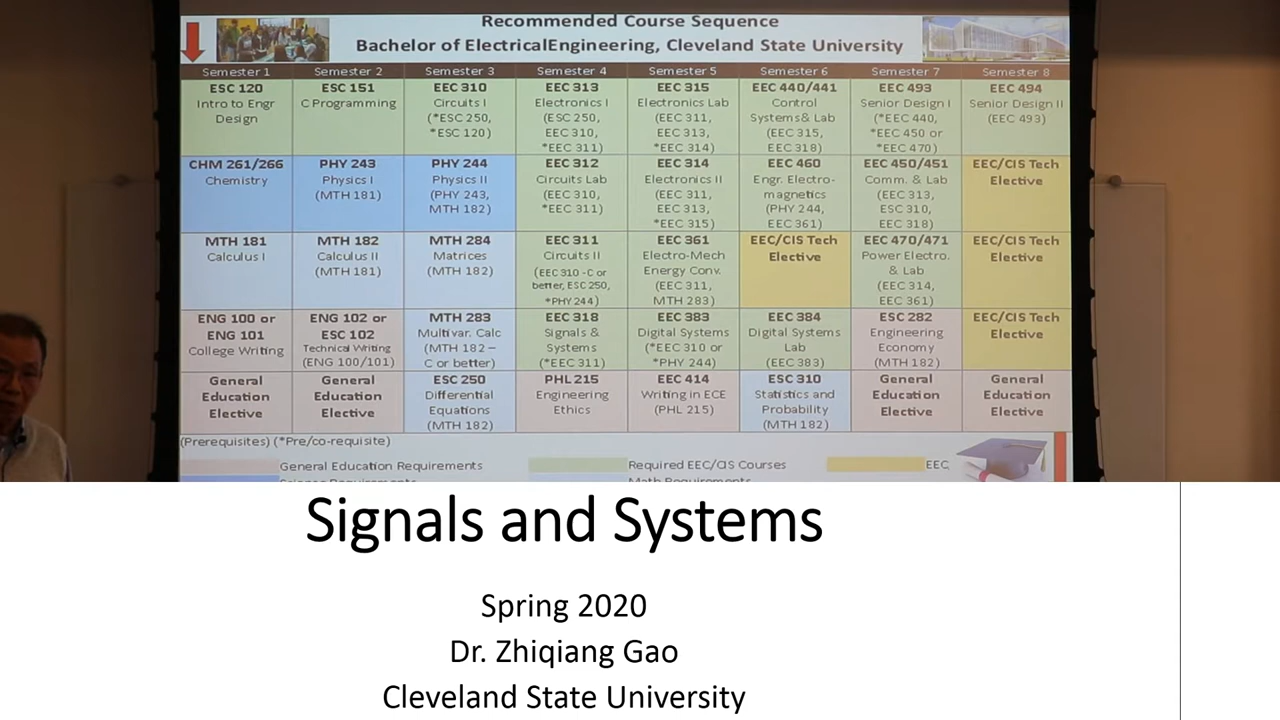 Recommended Course Sequence
Bachelor of ElectricalEngineering, Cleveland State University
Semester 1 Semester 2 Semester 3 Semester 4 Semester 5 Semester 6 Semester 7 Semester 8
ESC 120
Intro to Engr
Design
ESC 151
C Programming
EEC 310
Circuits I
(*ESC 250,
*ESC 120)
EEC 313
Electronics I
(ESC 250,
EEC 310,
*EEC 311)
EEC 315
Electronics Lab
(EEC 311,
EEC 313,
*EEC 314)
EEC 440/441
Control
Systems& Lab
(EEC 315,
EEC 318)
EEC 493
Senior Design I
(*EEC 440,
*EEC 450 or
*EEC 470)
EEC 494
Senior Design II
(EEC 493)
CHM 261/266
Chemistry
PHY 243
Physics I
(MTH 181)
PHY 244
Physics II
(PHY 243,
MTH 182)
EEC 312
Circuits Lab
(EEC 310,
*EEC 311)
EEC 314
Electronics II
(EEC 311,
EEC 313,
*EEC 315)
EEC 460
Engr. Electro-
magnetics
(PHY 244,
EEC 361)
EEC 450/451
Comm. & Lab
(EEC 313,
ESC 310,
EEC 318)
EEC/CIS Tech
Elective
MTH 181
Calculus I
MTH 182
Calculus II
(MTH 181)
MTH 284
Matrices
(MTH 182)
EEC 311
Circuits II
(EEC 310 -C or
better, ESC 250,
*PHY 244)
EEC 361
Electro-Mech
Energy Conv.
(EEC 311,
MTH 283)
EEC/CIS Tech
Elective
EEC 470/471
Power Electro.
& Lab
(EEC 314,
EEC 361)
EEC/CIS Tech
Elective
ENG 100 or
ENG 101
College Writing
ENG 102 or
ESC 102
Technical Writing
(ENG 100/101)
MTH 283
Multivar. Calc
(MTH 182 –
C or better)
EEC 318
Signals &
Systems
(*EEC 311)
EEC 383
Digital Systems
(*EEC 310 or
*PHY 244)
EEC 384
Digital Systems
Lab
(EEC 383)
ESC 282
Engineering
Economy
(MTH 182)
EEC/CIS Tech
Elective
General
Education
Elective
General
Education
Elective
ESC 250
Differential
Equations
(MTH 182)
PHL 215
Engineering
Ethics
EEC 414
Writing in ECE
(PHL 215)
ESC 310
Statistics and
Probability
(MTH 182)
General
Education
Elective
General
Education
Elective
(Prerequisites) (*Pre/co-requisite)
General Education Requirements Required EEC/CIS Courses EEC
Science Requirements Math Requirements
Signals and Systems
Spring 2020
Dr. Zhiqiang Gao
Cleveland State University